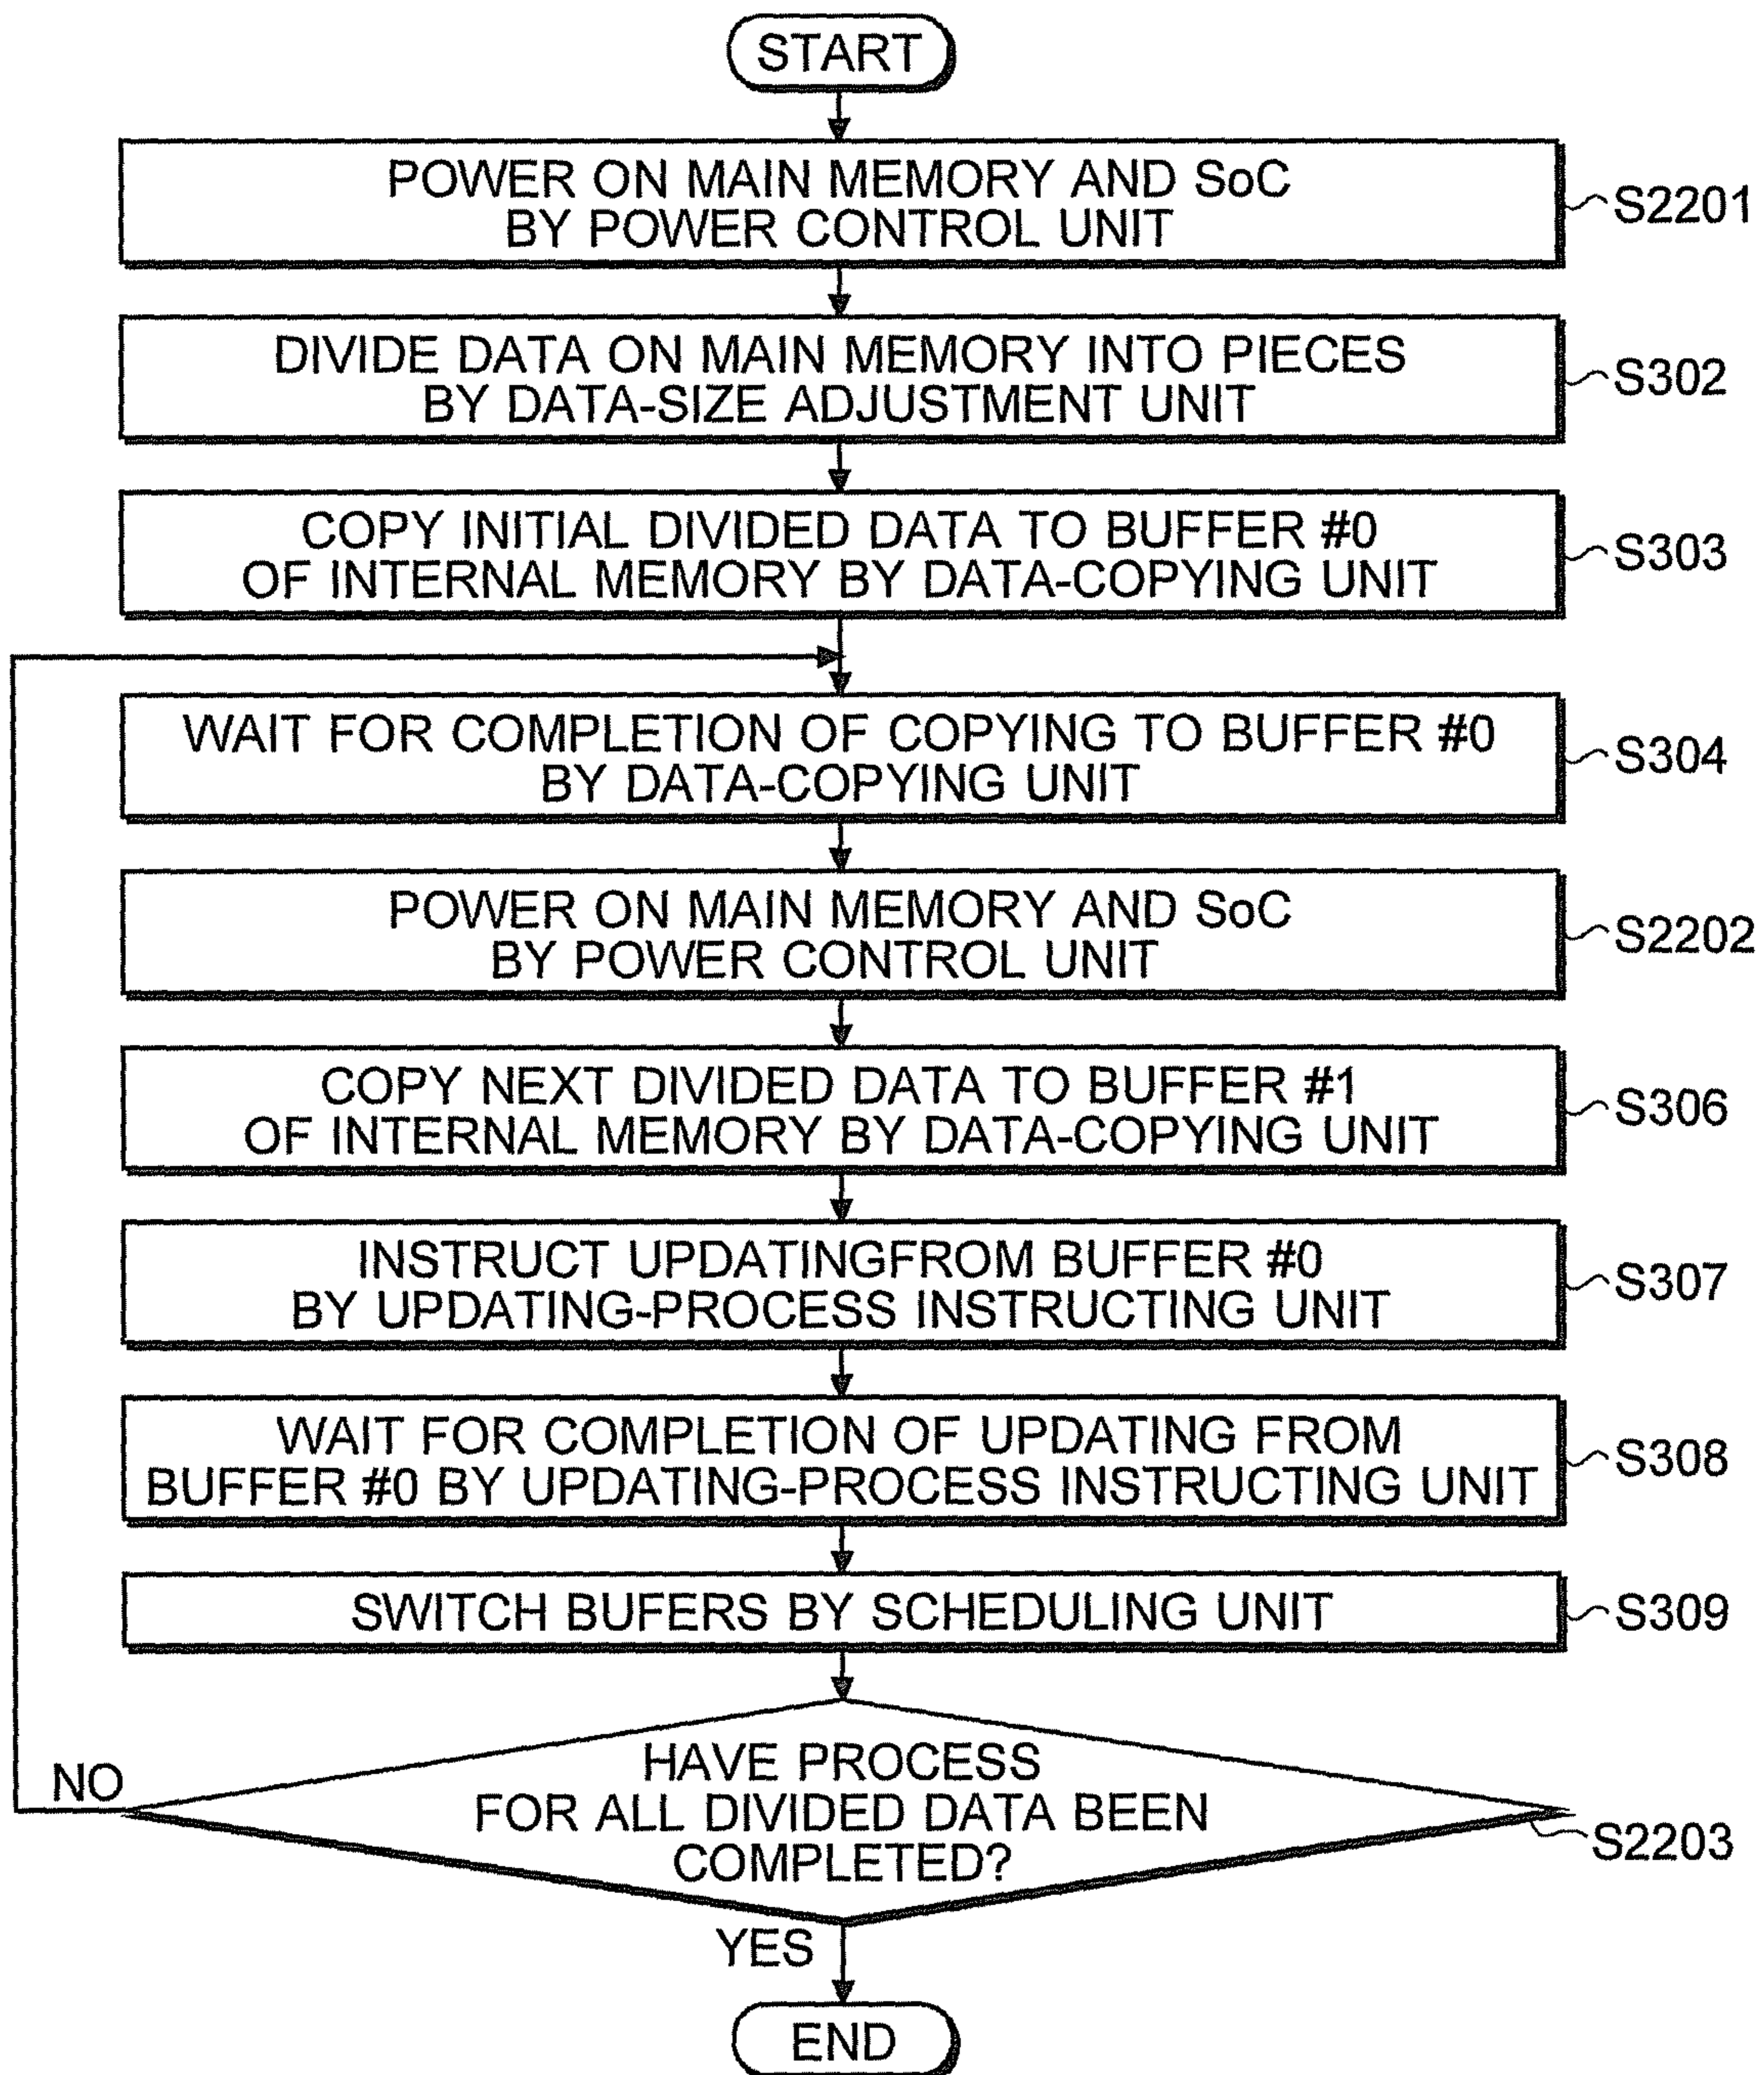 START
POWER ON MAIN MEMORY AND SoC
BY POWER CONTROL UNIT
S2201
DIVIDE DATA ON MAIN MEMORY INTO PIECES
BY DATA-SIZE ADJUSTMENT UNIT
S302
COPY INITIAL DIVIDED DATA TO BUFFER #0
OF INTERNAL MEMORY BY DATA-COPYING UNIT
S303
WAIT FOR COMPLETION OF COPYING TO BUFFER #0
BY DATA-COPYING UNIT
S304
POWER ON MAIN MEMORY AND SoC
BY POWER CONTROL UNIT
S2202
COPY NEXT DIVIDED DATA TO BUFFER #1
OF INTERNAL MEMORY BY DATA-COPYING UNIT
S306
INSTRUCT UPDATINGFROM BUFFER #0
BY UPDATING-PROCESS INSTRUCTING UNIT
S307
WAIT FOR COMPLETION OF UPDATING FROM
BUFFER #0 BY UPDATING-PROCESS INSTRUCTING UNIT
S308
SWITCH BUFERS BY SCHEDULING UNIT
S309
HAVE PROCESS
FOR ALL DIVIDED DATA BEEN
COMPLETED?
NO
S2203
YES
END